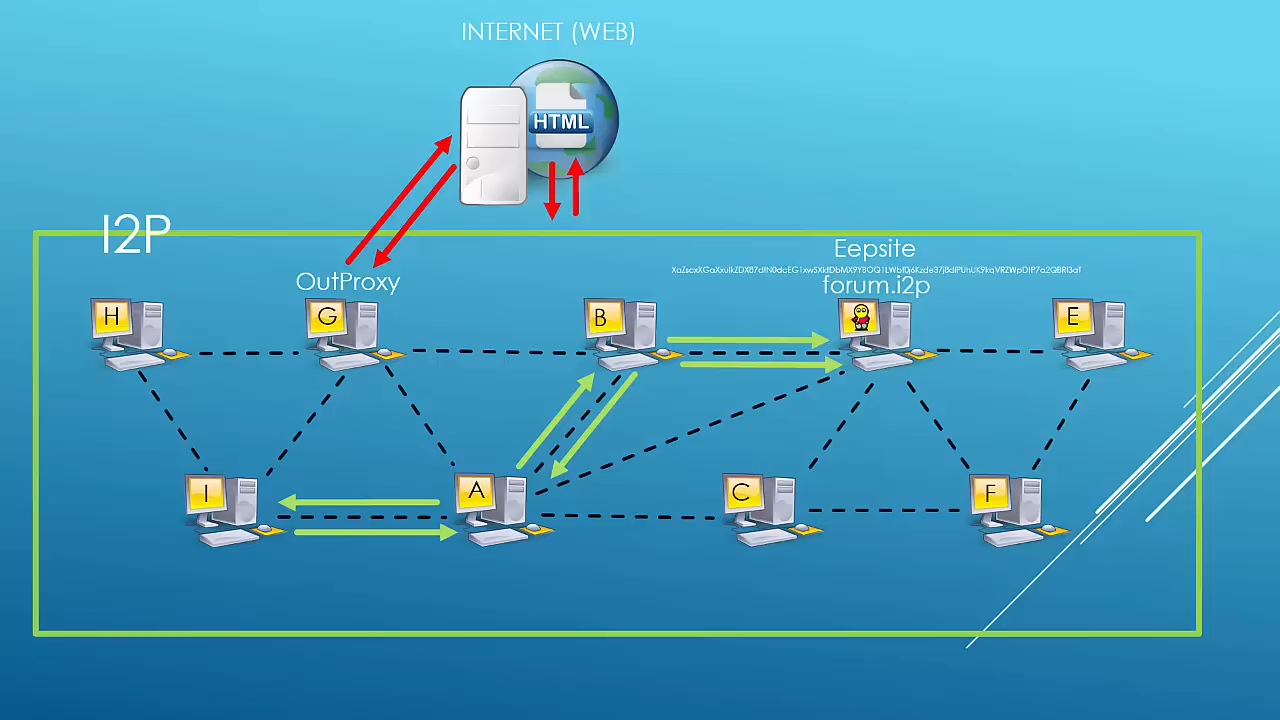 INTERNET (WEB)
HTML
I2P
Eepsite
forum.i2p
OutProxy
H
G
B
E
I
A
C
F